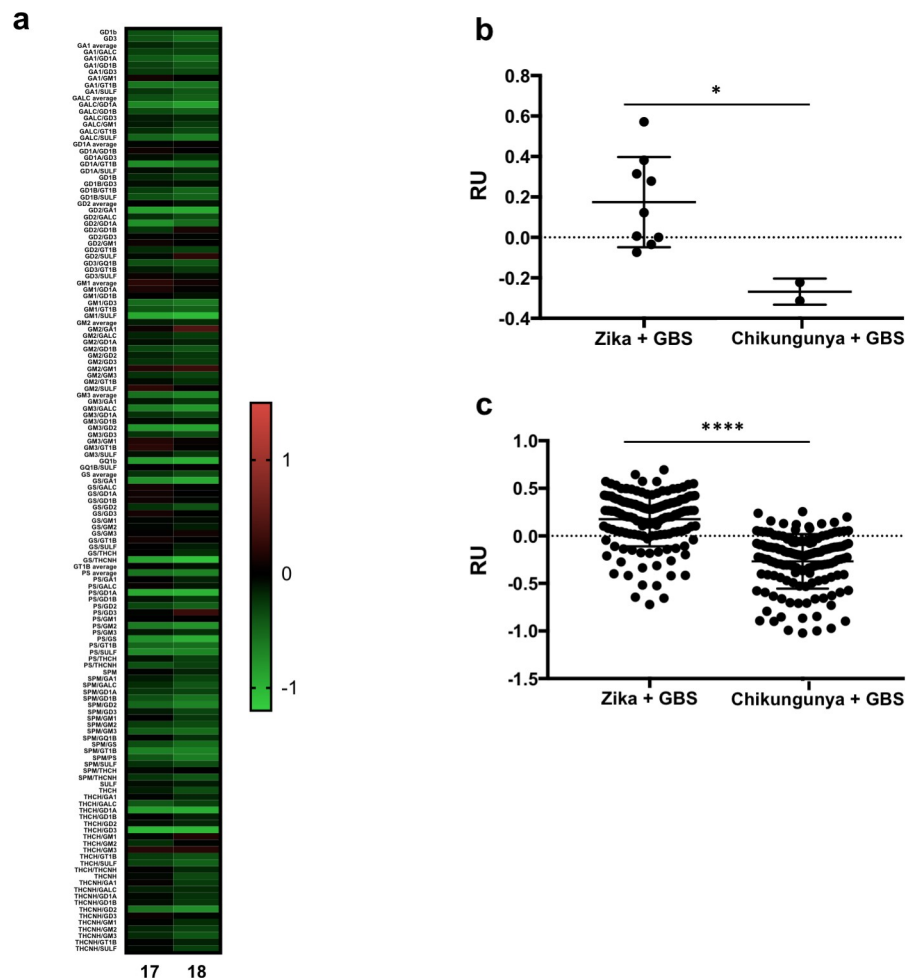 a
GD1b
GD3
GA1 average
GA1/GALC
GA1/GD1A
GA1/GD1B
GA1/GD3
GA1/GM1
GA1/GT1B
GA1/SULF
GALC average
GALC/GD1A
GALC/GD1B
GALC/GD3
GALC/GM1
GALC/GT1B
GALC/SULF
GD1A average
GD1A/GD1B
GD1A/GD3
GD1A/GT1B
GD1A/SULF
GD1B
GD1B/GD3
GD1B/GT1B
GD1B/SULF
GD2 average
GD2/GA1
GD2/GALC
GD2/GD1A
GD2/GD1B
GD2/GD3
GD2/GM1
GD2/GT1B
GD2/SULF
GD3/GQ1B
GD3/GT1B
GD3/SULF
GM1 average
GM1/GD1A
GM1/GD1B
GM1/GD3
GM1/GT1B
GM1/SULF
GM2 average
GM2/GA1
GM2/GALC
GM2/GD1A
GM2/GD1B
GM2/GD2
GM2/GD3
GM2/GM1
GM2/GM3
GM2/GT1B
GM2/SULF
GM3 average
GM3/GA1
GM3/GALC
GM3/GD1A
GM3/GD1B
GM3/GD2
GM3/GD3
GM3/GM1
GM3/GT1B
GM3/SULF
GQ1b
GQ1B/SULF
GS average
GS/GA1
GS/GALC
GS/GD1A
GS/GD1B
GS/GD2
GS/GD3
GS/GM1
GS/GM2
GS/GM3
GS/GT1B
GS/SULF
GS/THCH
GS/THCNH
GT1B average
PS average
PS/GA1
PS/GALC
PS/GD1A
PS/GD1B
PS/GD2
PS/GD3
PS/GM1
PS/GM2
PS/GM3
PS/GS
PS/GT1B
PS/SULF
PS/THCH
PS/THCNH
SPM
SPM/GA1
SPM/GALC
SPM/GD1A
SPM/GD1B
SPM/GD2
SPM/GD3
SPM/GM1
SPM/GM2
SPM/GM3
SPM/GQ1B
SPM/GS
SPM/GT1B
SPM/PS
SPM/SULF
SPM/THCH
SPM/THCNH
SULF
THCH
THCH/GA1
THCH/GALC
THCH/GD1A
THCH/GD1B
THCH/GD2
THCH/GD3
THCH/GM1
THCH/GM2
THCH/GM3
THCH/GT1B
THCH/SULF
THCH/THCNH
THCNH
THCNH/GA1
THCNH/GALC
THCNH/GD1A
THCNH/GD1B
THCNH/GD2
THCNH/GD3
THCNH/GM1
THCNH/GM2
THCNH/GM3
THCNH/GT1B
THCNH/SULF
17 18
1
0
-1
b
RU
0.8
0.6
0.4
0.2
0.0
-0.2
-0.4
*
Zika + GBS Chikungunya + GBS
c
RU
1.0
0.5
0.0
-0.5
-1.0
-1.5
****
Zika + GBS Chikungunya + GBS